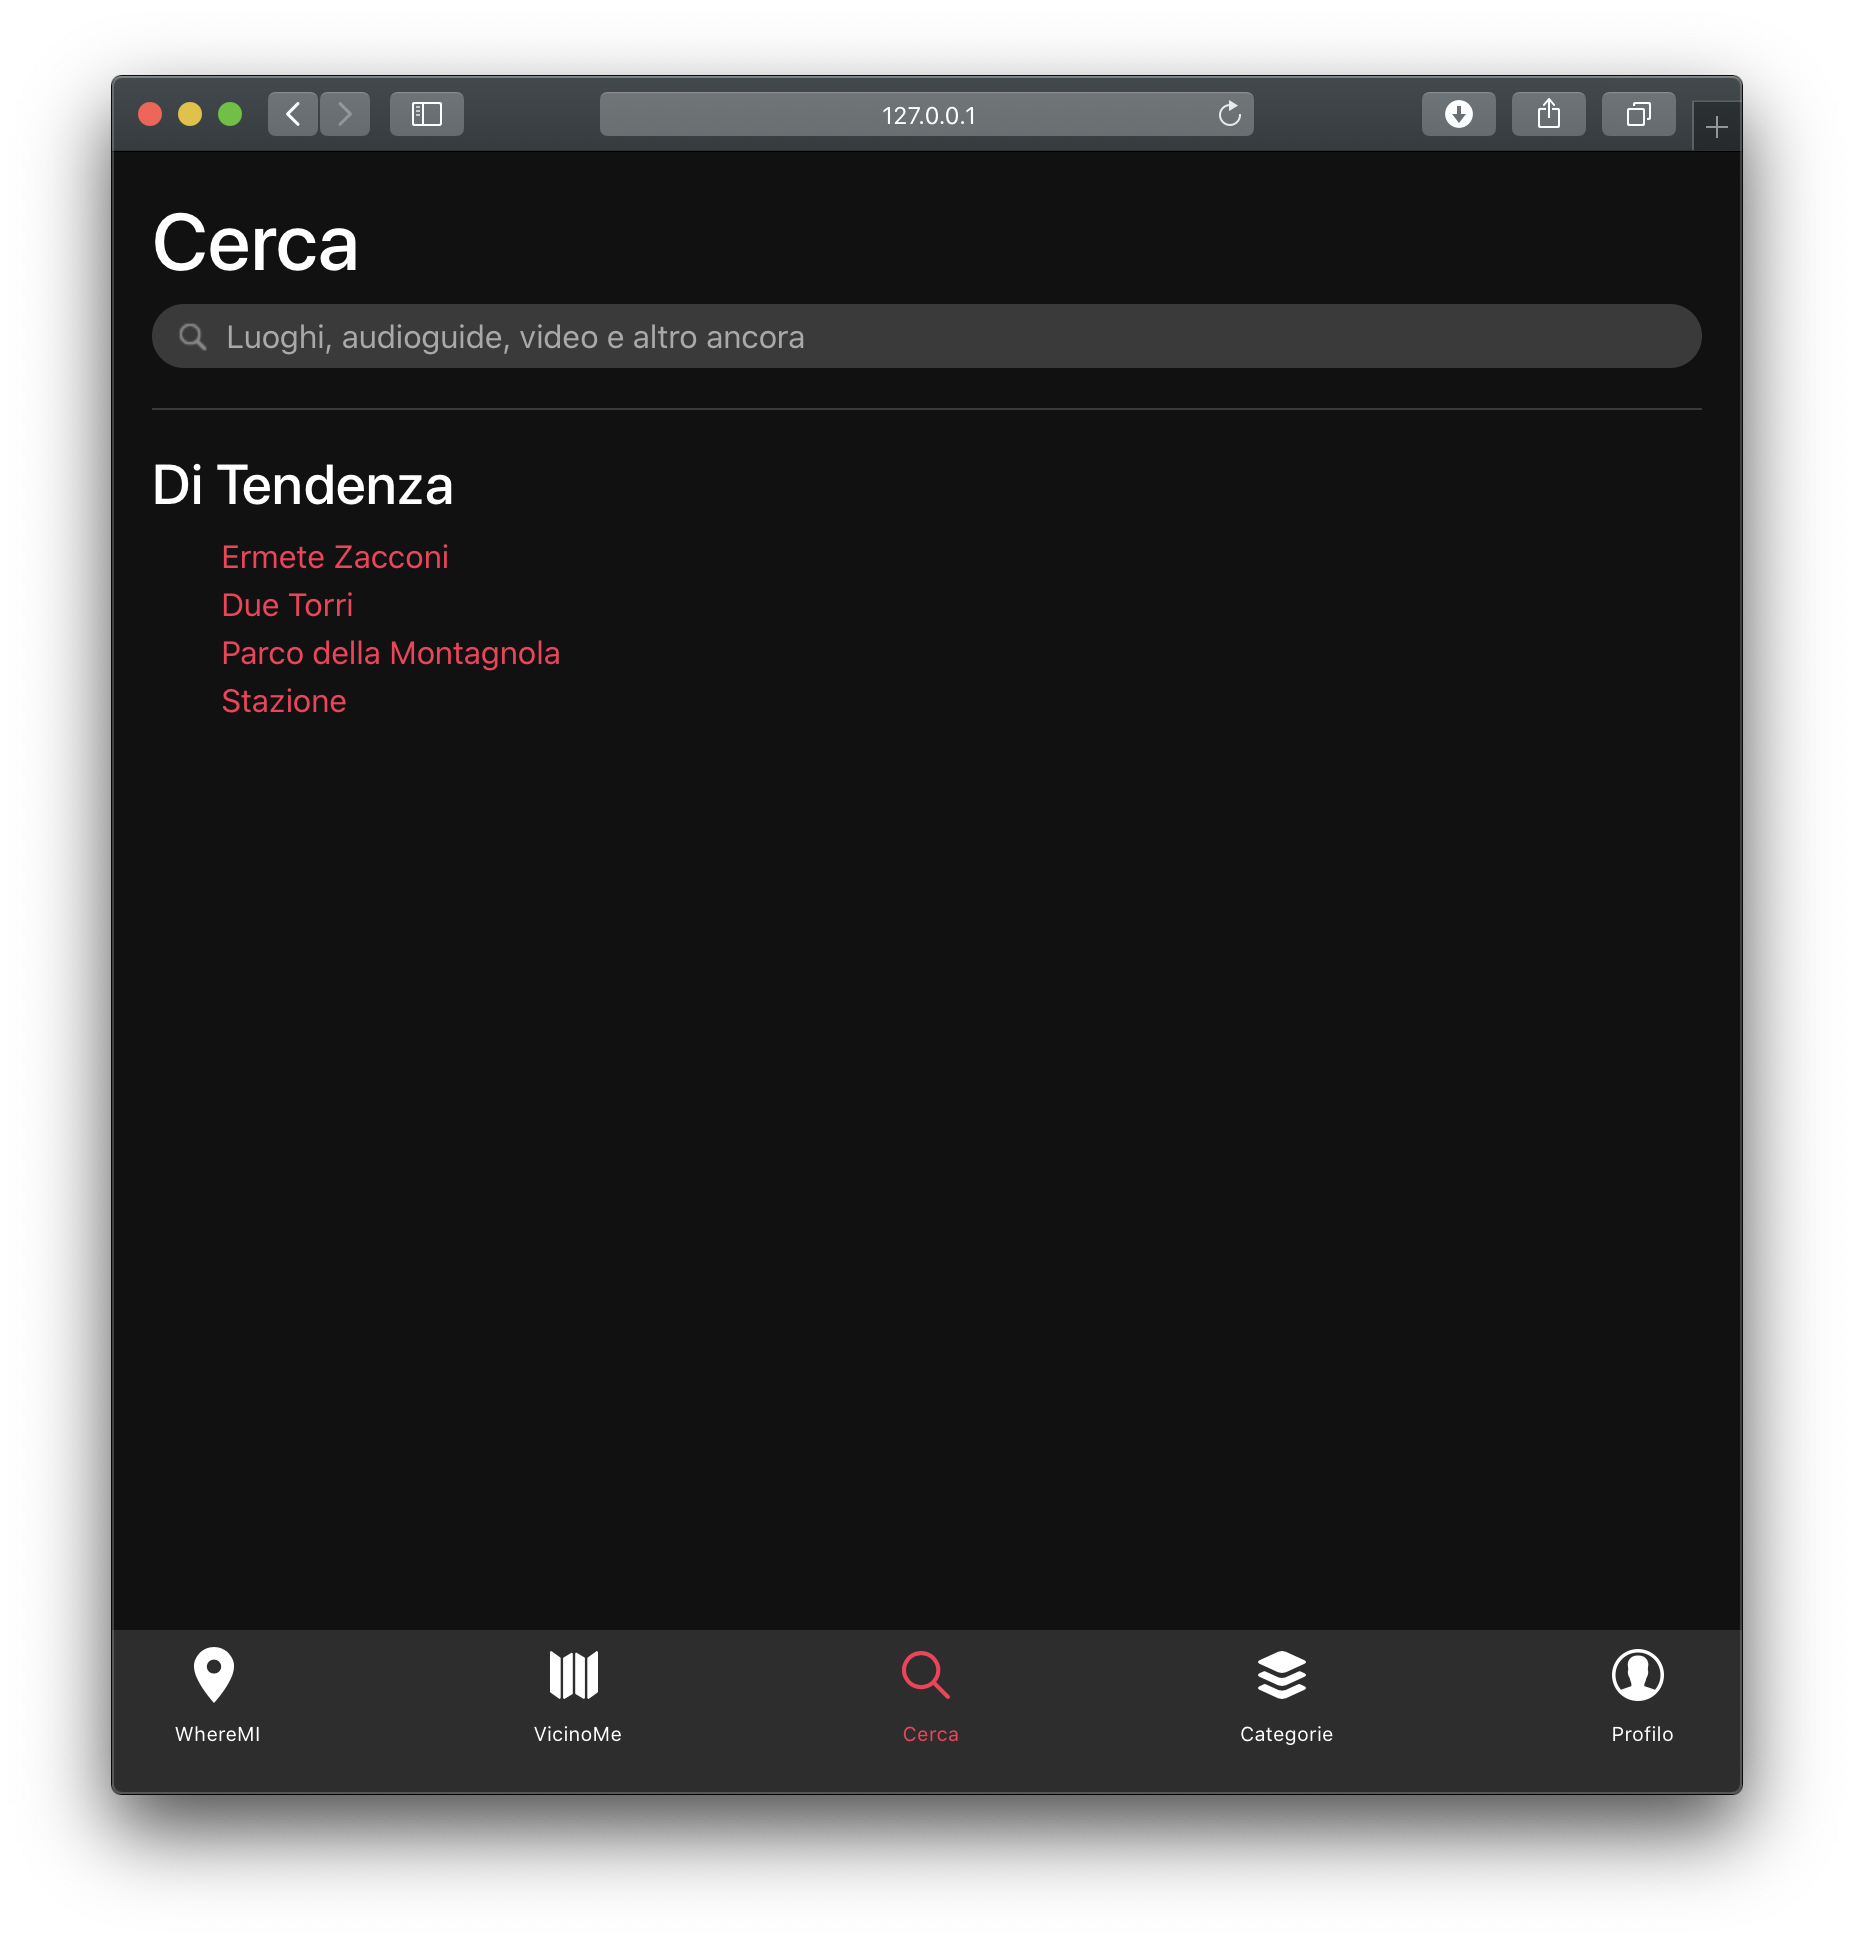 127.0.0.1
Cerca
Luoghi, audioguide, video e altro ancora
Di Tendenza
Ermete Zacconi
Due Torri
Parco della Montagnola
Stazione
WhereMI
VicinoMe
Cerca
Categorie
Profilo